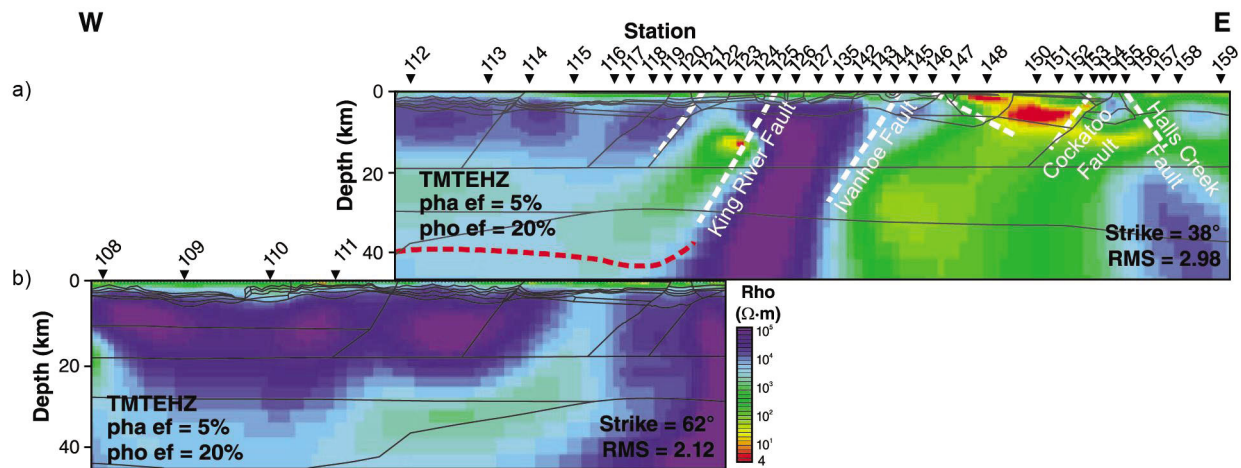 W
Station
E
112 113 114 115 116 117 118 119 120 121 122 123 124 125 126 127 135 142 143 144 145 146 147 148 150 151 152 153 154 155 156 157 158 159
a)
0
20
40
Depth (km)
TMTEHZ
pha ef = 5%
pho ef = 20%
King River Fault
Ivanhoe Fault
Cockatoo
Fault
Halls Creek
Fault
Strike = 38°
RMS = 2.98
108 109 110 111
b)
0
20
40
Depth (km)
TMTEHZ
pha ef = 5%
pho ef = 20%
Strike = 62°
RMS = 2.12
Rho
(Ω·m)
10⁵
10⁴
10³
10²
10¹
4